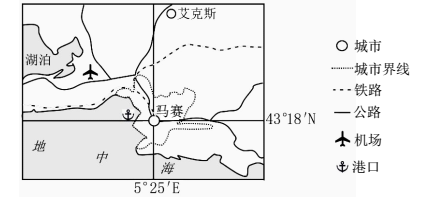 艾克斯
湖泊
马赛
43°18′N
地中海
5°25′E
城市
城市界线
铁路
公路
机场
港口